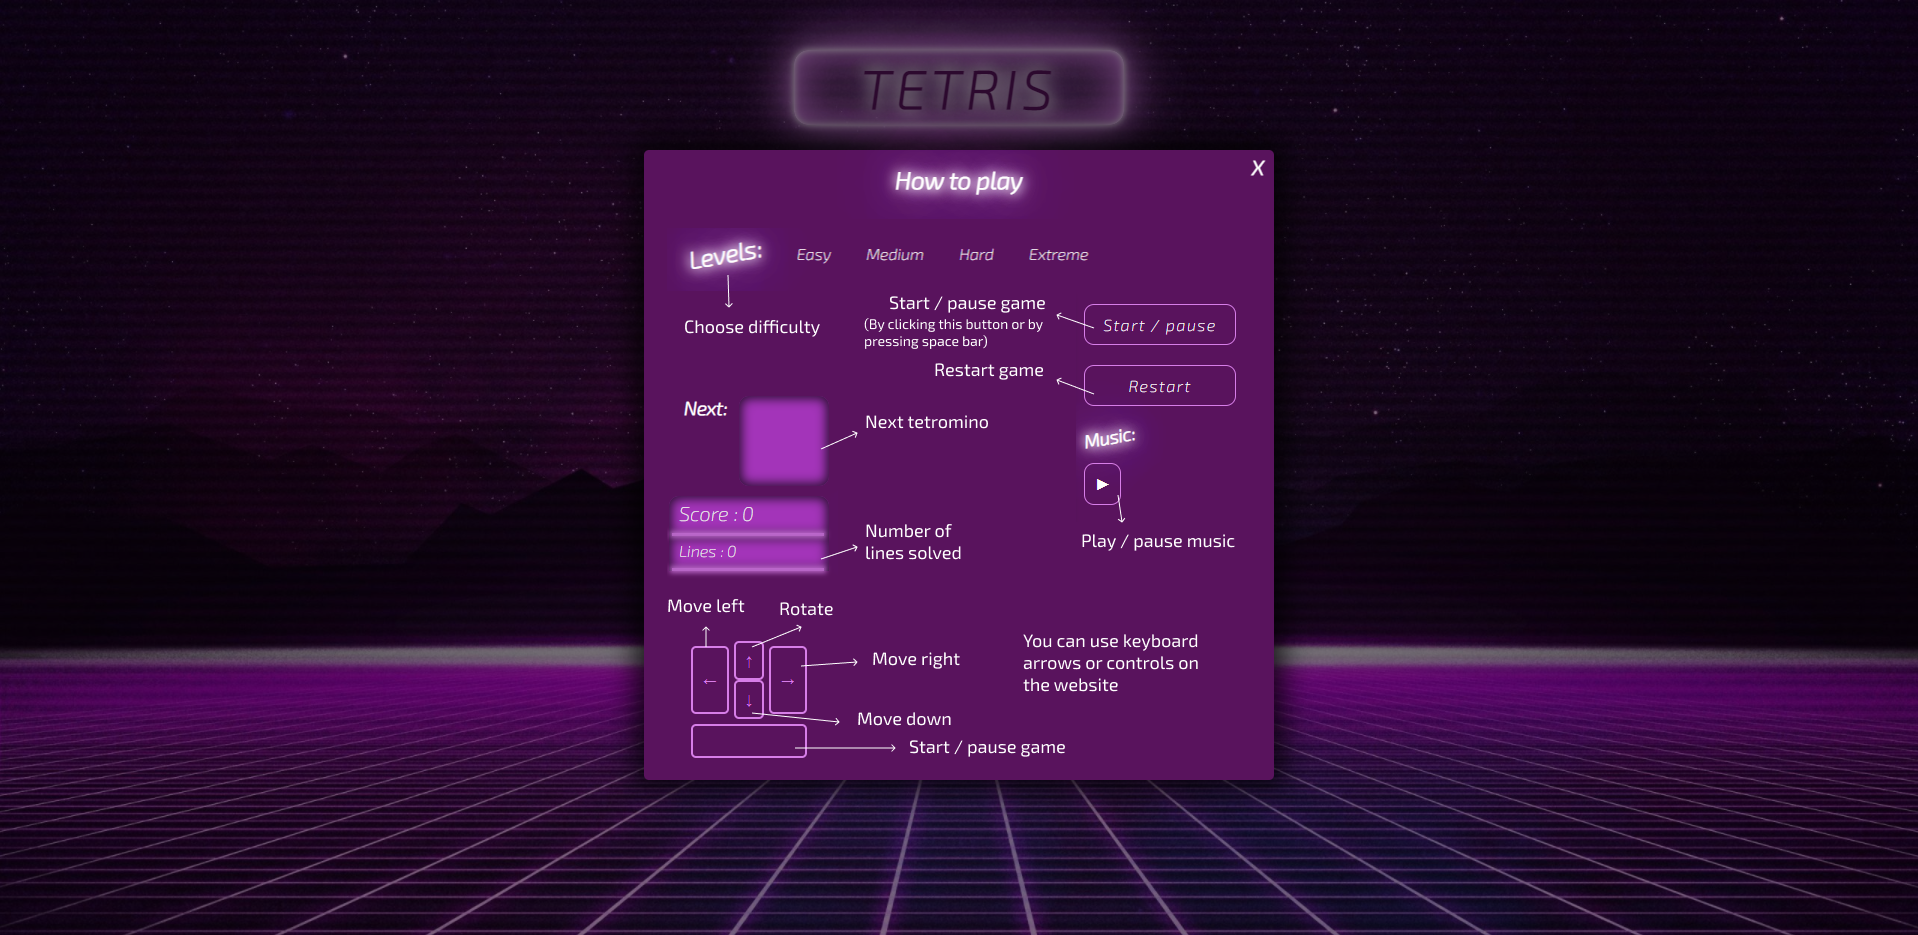 TETRIS
How to play
X
Levels:
Easy
Medium
Hard
Extreme
Choose difficulty
Start / pause game
(By clicking this button or by
pressing space bar)
Start / pause
Restart game
Restart
Next:
Next tetromino
Music:
▶
Play / pause music
Score : 0
Lines : 0
Number of
lines solved
Move left
Rotate
←
↑
→
↓
Move right
Move down
Start / pause game
You can use keyboard
arrows or controls on
the website